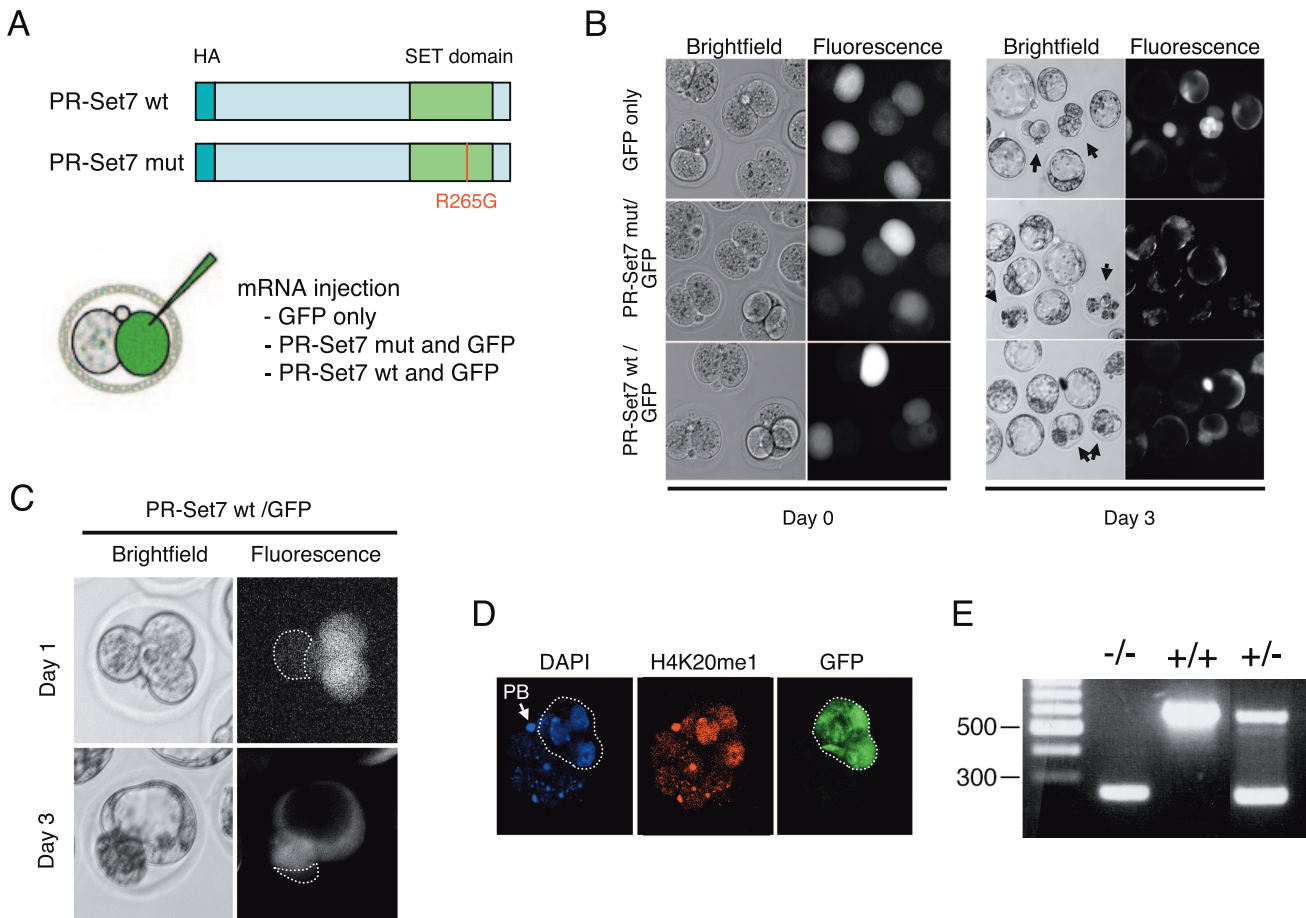 A
HA SET domain
PR-Set7 wt
PR-Set7 mut
R265G
mRNA injection
- GFP only
- PR-Set7 mut and GFP
- PR-Set7 wt and GFP
B
Brightfield Fluorescence Brightfield Fluorescence
GFP only
PR-Set7 mut/
GFP
PR-Set7 wt /
GFP
Day 0 Day 3
C
PR-Set7 wt /GFP
Brightfield Fluorescence
Day 1
Day 3
D
DAPI H4K20me1 GFP
PB
E
-/- +/+ +/-
500
300